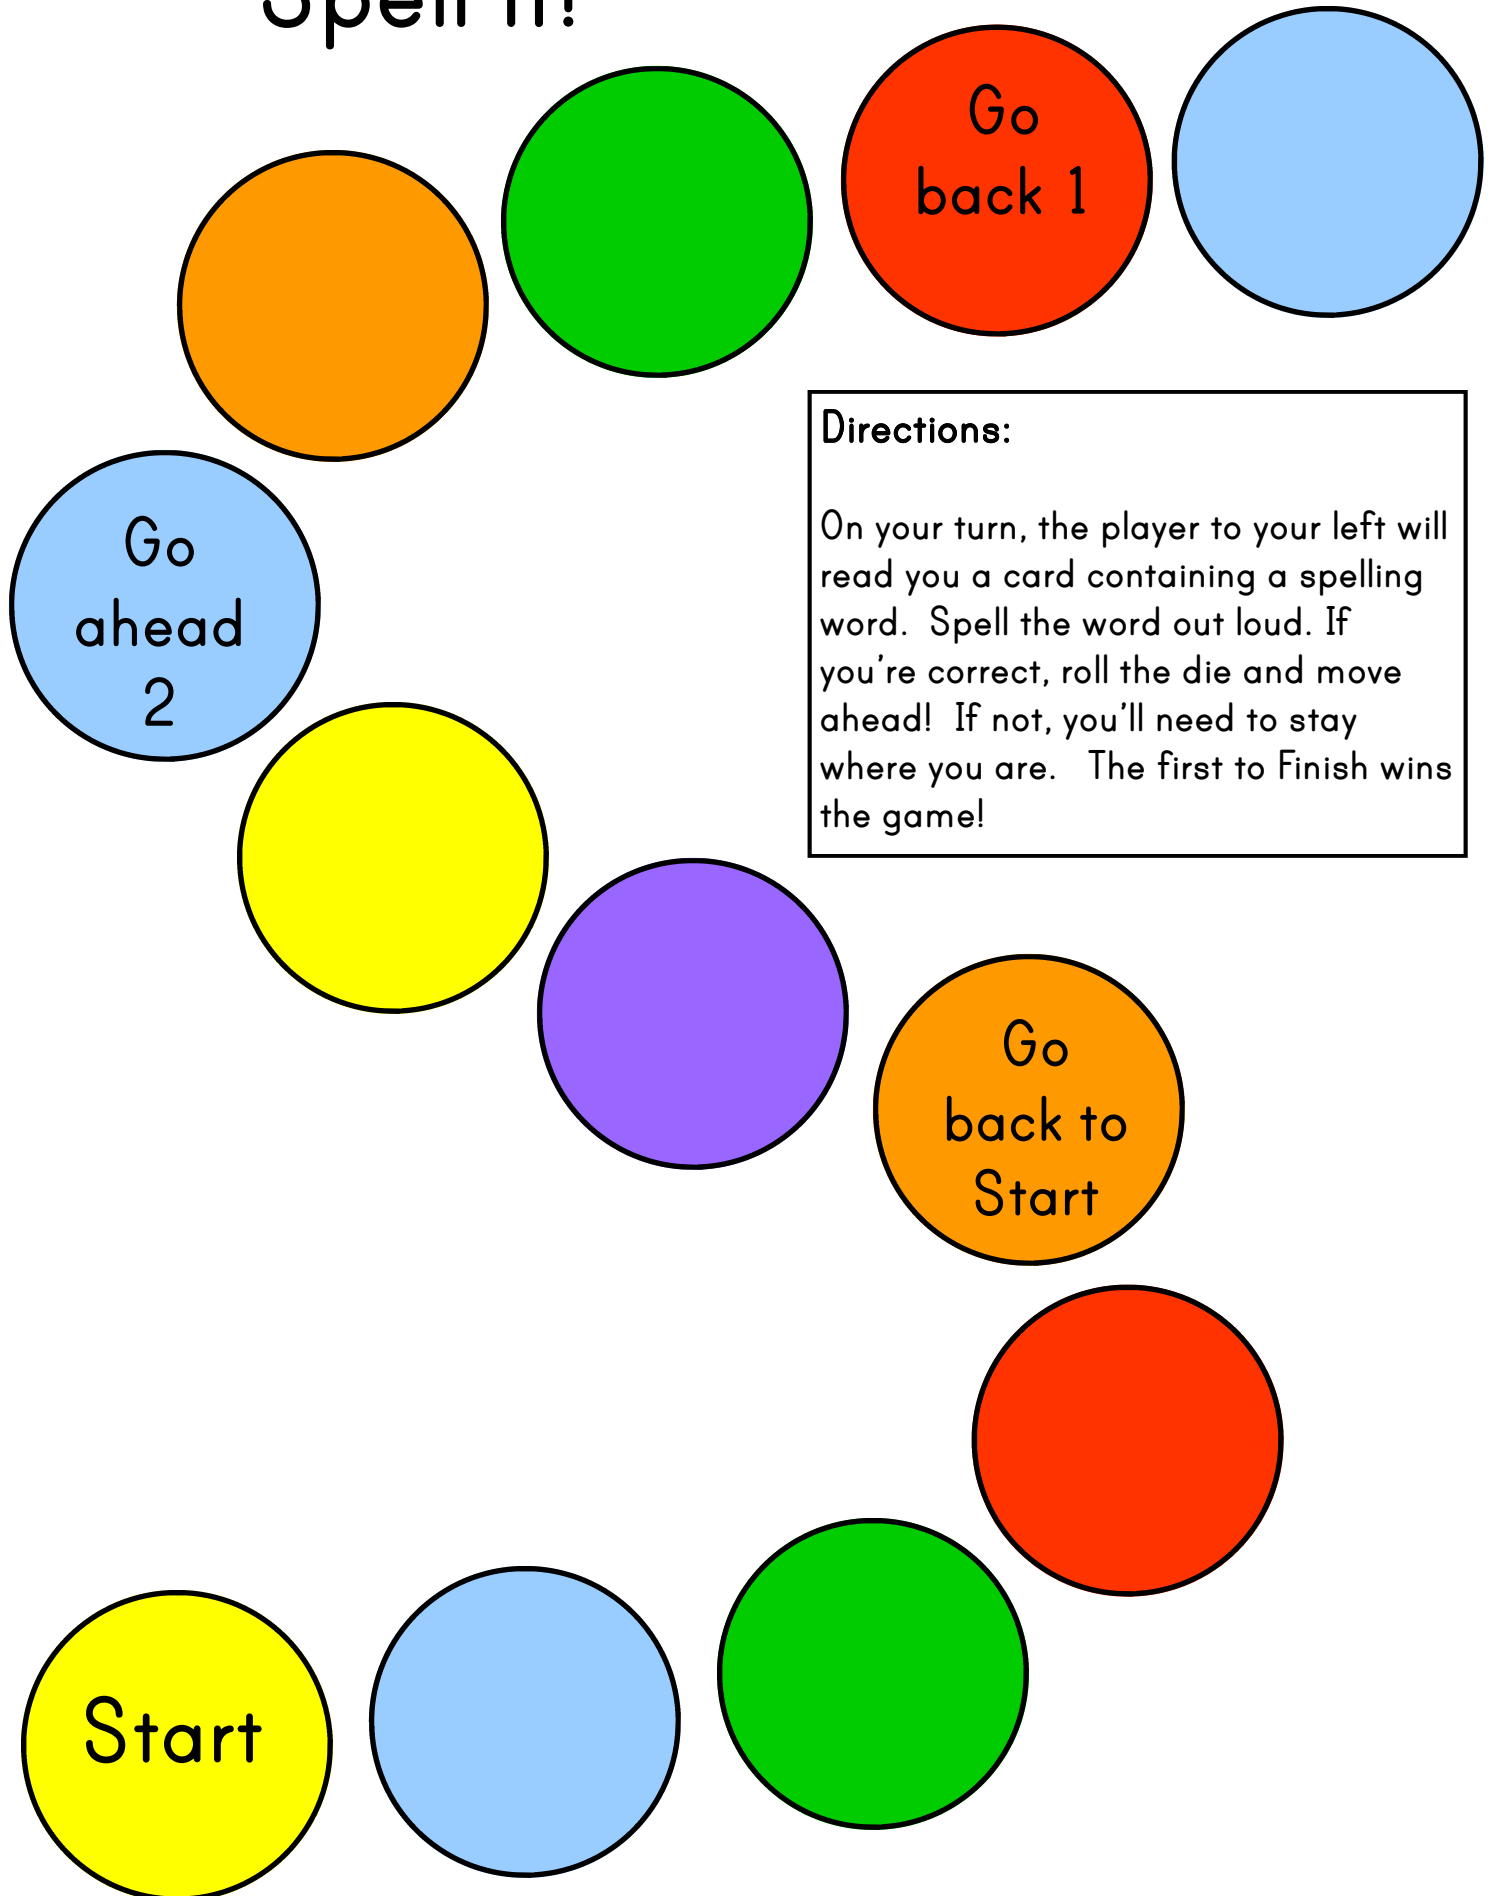 Spell It!
Go
back 1
Directions:
On your turn, the player to your left will
read you a card containing a spelling
word.  Spell the word out loud. If
you're correct, roll the die and move
ahead!  If not, you'll need to stay
where you are.   The first to Finish wins
the game!
Go
ahead
2
Go
back to
Start
Start